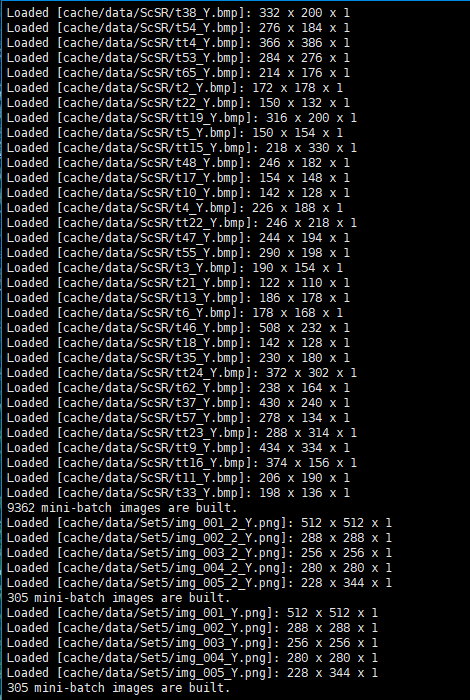 Loaded [cache/data/ScSR/t38_Y.bmp]: 332 x 200 x 1
Loaded [cache/data/ScSR/t54_Y.bmp]: 276 x 184 x 1
Loaded [cache/data/ScSR/tt4_Y.bmp]: 366 x 386 x 1
Loaded [cache/data/ScSR/t53_Y.bmp]: 284 x 276 x 1
Loaded [cache/data/ScSR/t65_Y.bmp]: 214 x 176 x 1
Loaded [cache/data/ScSR/t2_Y.bmp]: 172 x 178 x 1
Loaded [cache/data/ScSR/t22_Y.bmp]: 150 x 132 x 1
Loaded [cache/data/ScSR/tt19_Y.bmp]: 316 x 200 x 1
Loaded [cache/data/ScSR/t5_Y.bmp]: 150 x 154 x 1
Loaded [cache/data/ScSR/tt15_Y.bmp]: 218 x 330 x 1
Loaded [cache/data/ScSR/t48_Y.bmp]: 246 x 182 x 1
Loaded [cache/data/ScSR/t17_Y.bmp]: 154 x 148 x 1
Loaded [cache/data/ScSR/t10_Y.bmp]: 142 x 128 x 1
Loaded [cache/data/ScSR/t4_Y.bmp]: 226 x 188 x 1
Loaded [cache/data/ScSR/tt22_Y.bmp]: 246 x 218 x 1
Loaded [cache/data/ScSR/t47_Y.bmp]: 244 x 194 x 1
Loaded [cache/data/ScSR/t55_Y.bmp]: 290 x 198 x 1
Loaded [cache/data/ScSR/t3_Y.bmp]: 190 x 154 x 1
Loaded [cache/data/ScSR/t21_Y.bmp]: 122 x 110 x 1
Loaded [cache/data/ScSR/t13_Y.bmp]: 186 x 178 x 1
Loaded [cache/data/ScSR/t6_Y.bmp]: 178 x 168 x 1
Loaded [cache/data/ScSR/t46_Y.bmp]: 508 x 232 x 1
Loaded [cache/data/ScSR/t18_Y.bmp]: 142 x 128 x 1
Loaded [cache/data/ScSR/t35_Y.bmp]: 230 x 180 x 1
Loaded [cache/data/ScSR/tt24_Y.bmp]: 372 x 302 x 1
Loaded [cache/data/ScSR/t62_Y.bmp]: 238 x 164 x 1
Loaded [cache/data/ScSR/t37_Y.bmp]: 430 x 240 x 1
Loaded [cache/data/ScSR/t57_Y.bmp]: 278 x 134 x 1
Loaded [cache/data/ScSR/tt23_Y.bmp]: 288 x 314 x 1
Loaded [cache/data/ScSR/tt9_Y.bmp]: 434 x 334 x 1
Loaded [cache/data/ScSR/tt16_Y.bmp]: 374 x 156 x 1
Loaded [cache/data/ScSR/t11_Y.bmp]: 206 x 190 x 1
Loaded [cache/data/ScSR/t33_Y.bmp]: 198 x 136 x 1
9362 mini-batch images are built.
Loaded [cache/data/Set5/img_001_2_Y.png]: 512 x 512 x 1
Loaded [cache/data/Set5/img_002_2_Y.png]: 288 x 288 x 1
Loaded [cache/data/Set5/img_003_2_Y.png]: 256 x 256 x 1
Loaded [cache/data/Set5/img_004_2_Y.png]: 280 x 280 x 1
Loaded [cache/data/Set5/img_005_2_Y.png]: 228 x 344 x 1
305 mini-batch images are built.
Loaded [cache/data/Set5/img_001_Y.png]: 512 x 512 x 1
Loaded [cache/data/Set5/img_002_Y.png]: 288 x 288 x 1
Loaded [cache/data/Set5/img_003_Y.png]: 256 x 256 x 1
Loaded [cache/data/Set5/img_004_Y.png]: 280 x 280 x 1
Loaded [cache/data/Set5/img_005_Y.png]: 228 x 344 x 1
305 mini-batch images are built.